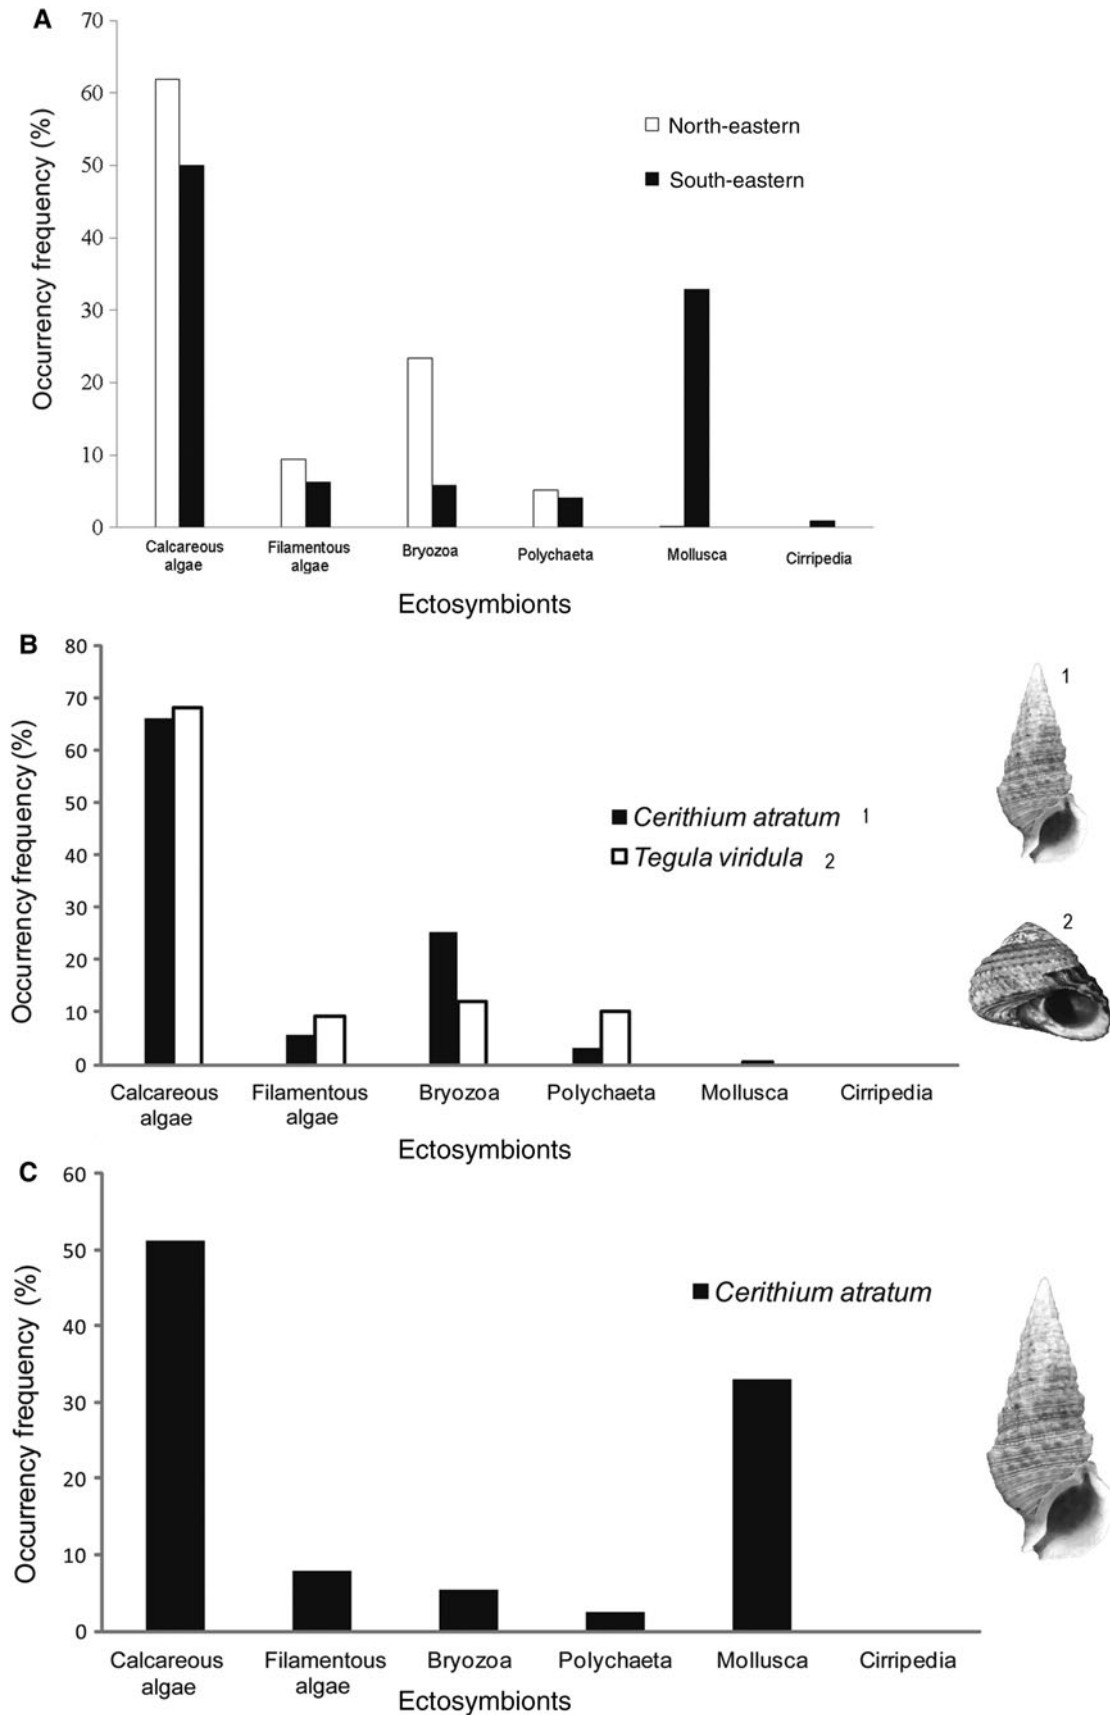 A
70
60
50
40
30
20
10
0
Occurrency frequency (%)
North-eastern
South-eastern
Calcareous
algae
Filamentous
algae
Bryozoa
Polychaeta
Mollusca
Cirripedia
Ectosymbionts
B
80
70
60
50
40
30
20
10
0
Occurrency frequency (%)
Cerithium atratum 1
Tegula viridula 2
1
2
Calcareous
algae
Filamentous
algae
Bryozoa
Polychaeta
Mollusca
Cirripedia
Ectosymbionts
C
60
50
40
30
20
10
0
Occurrency frequency (%)
Cerithium atratum
Calcareous
algae
Filamentous
algae
Bryozoa
Polychaeta
Mollusca
Cirripedia
Ectosymbionts